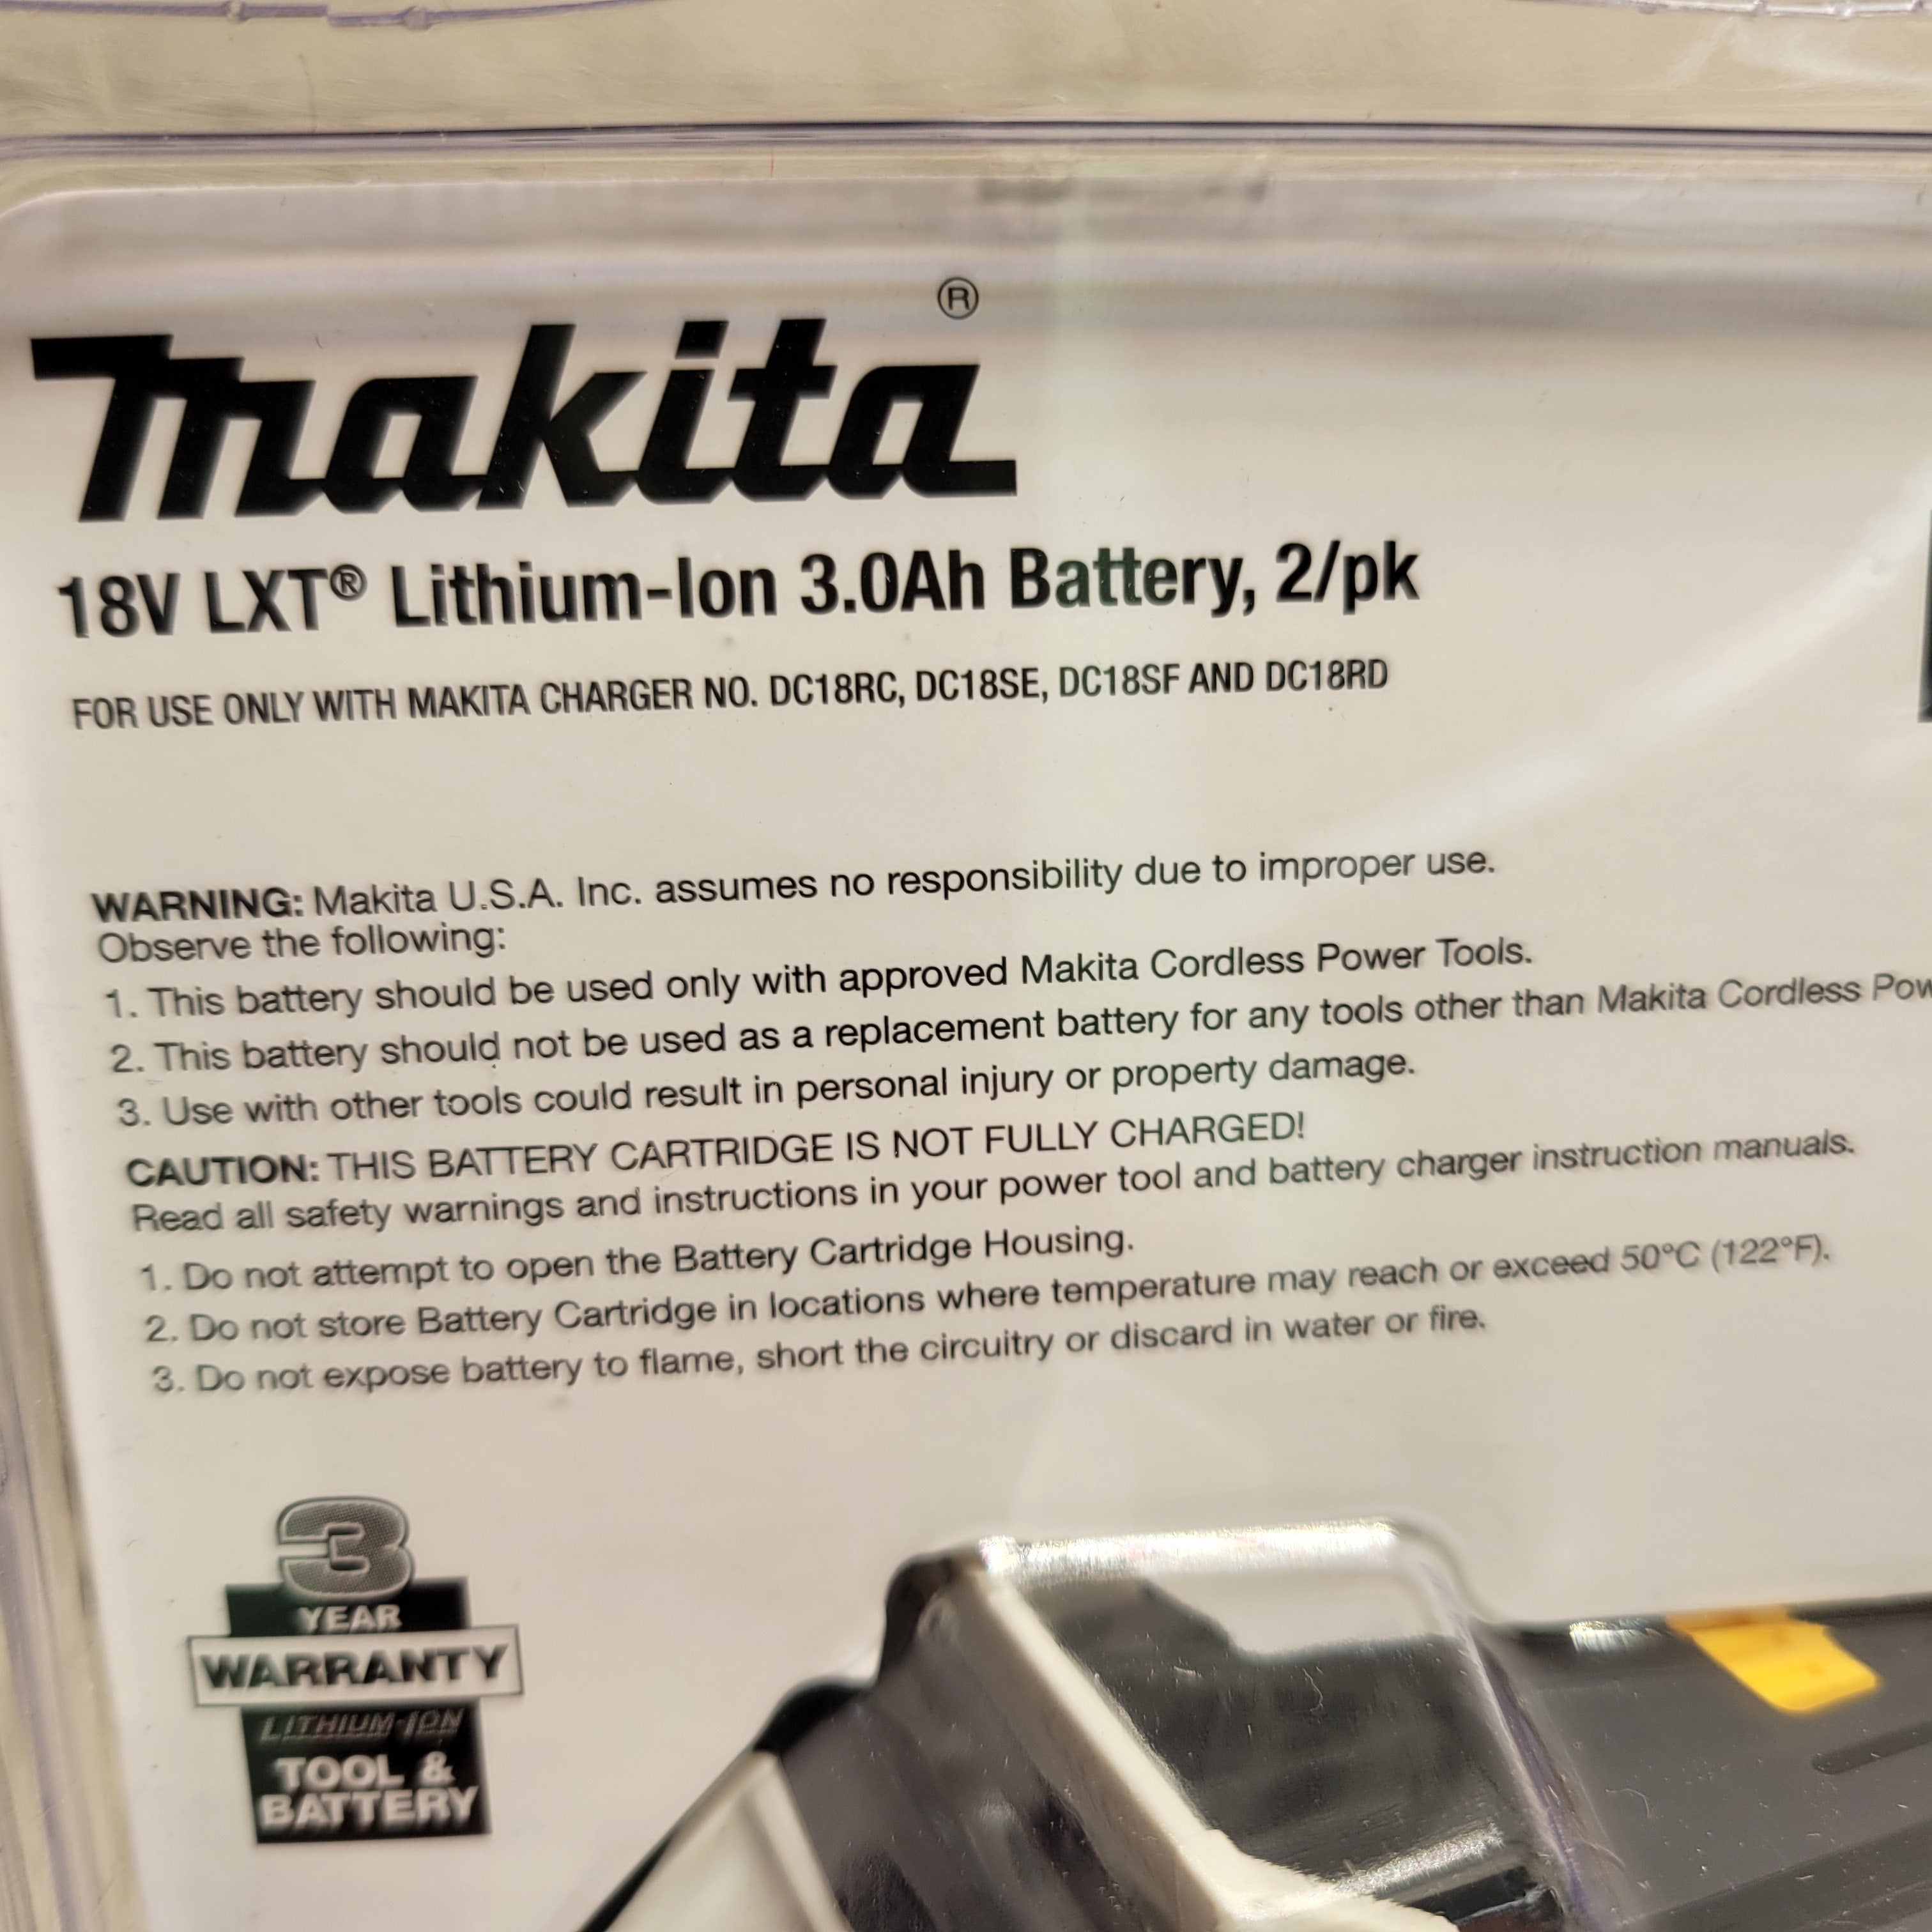 makita®
18V LXT® Lithium-Ion 3.0Ah Battery, 2/pk
FOR USE ONLY WITH MAKITA CHARGER NO. DC18RC, DC18SE, DC18SF AND DC18RD
WARNING: Makita U.S.A. Inc. assumes no responsibility due to improper use.
Observe the following:
1. This battery should be used only with approved Makita Cordless Power Tools.
2. This battery should not be used as a replacement battery for any tools other than Makita Cordless Pow
3. Use with other tools could result in personal injury or property damage.
CAUTION: THIS BATTERY CARTRIDGE IS NOT FULLY CHARGED!
Read all safety warnings and instructions in your power tool and battery charger instruction manuals.
1. Do not attempt to open the Battery Cartridge Housing.
2. Do not store Battery Cartridge in locations where temperature may reach or exceed 50°C (122°F).
3. Do not expose battery to flame, short the circuitry or discard in water or fire.
3
YEAR
WARRANTY
LITHIUM-ION
TOOL &
BATTERY